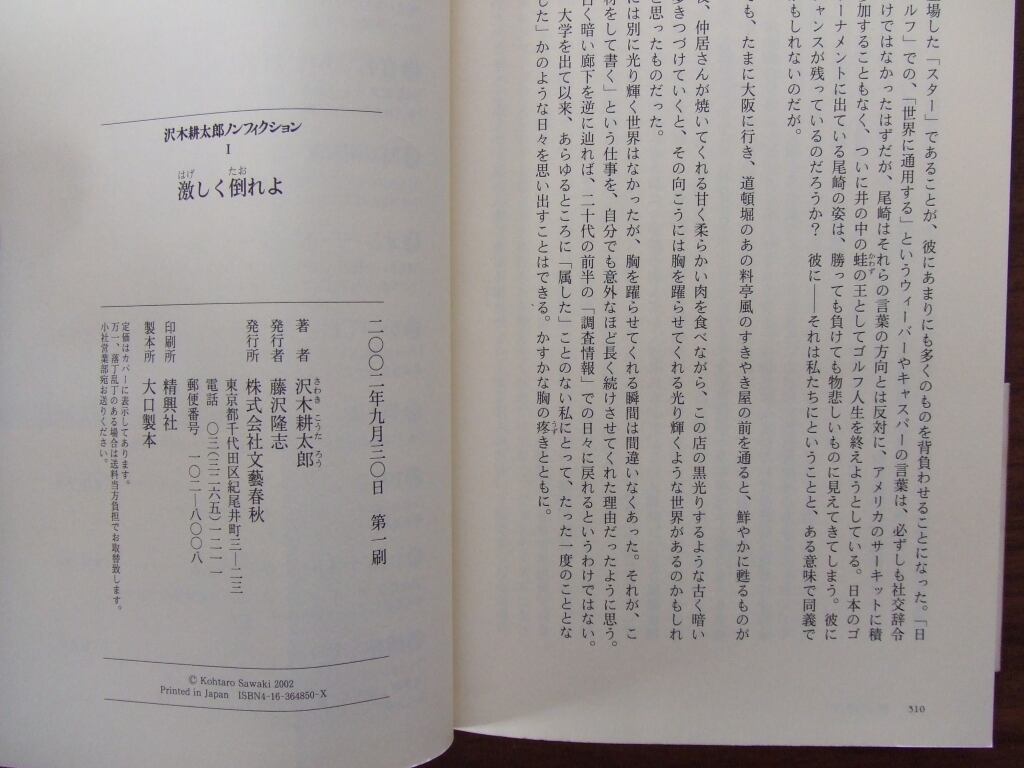 登場した「スター」であることが、彼にあまりにも多くのものを背負わせることになった。「日
ルフ」での、「世界に通用する」というウィーバーやキャスパーの言葉は、必ずしも社交辞令
けではなかったはずだが、尾崎はそれらの言葉の方向とは反対に、アメリカのサーキットに積
加することもなく、ついに井の中の蛙の王としてゴルフ人生を終えようとしている。日本のゴ
かわず
ーナメントに出ている尾崎の姿は、勝っても負けても物悲しいものに見えてきてしまう。彼に
ャンスが残っているのだろうか？　彼に――それは私たちにということと、ある意味で同義で
かもしれないのだが。
でも、たまに大阪に行き、道頓堀のあの料亭風のすきやき屋の前を通ると、鮮やかに甦るものが
仲居さんが焼いてくれる甘く柔らかい肉を食べながら、この店の黒光りするような古く暗い
多きつづけていくと、その向こうには胸を躍らせてくれる光り輝くような世界があるのかもしれ
と思ったものだった。
には別に光り輝く世界はなかったが、胸を躍らせてくれる瞬間は間違いなくあった。それが、こ
材をして書く」という仕事を、自分でも意外なほど長く続けさせてくれた理由だったように思う。
古く暗い廊下を逆に辿れば、二十代の前半の「調査情報」での日々に戻れるというわけではない。
大学を出て以来、あらゆるところに「属した」ことのない私にとって、たった一度のこととな
した」かのような日々を思い出すことはできる。かすかな胸の疼きとともに。
うず
310
沢木耕太郎ノンフィクション
I
激しく倒れよ
はげ　たお
二〇〇二年九月三〇日　第一刷
著　者　沢木耕太郎
さわき　こうたろう
発行者　藤沢隆志
発行所　株式会社文藝春秋
東京都千代田区紀尾井町三―二三
電話　〇三(三二六五)一二一一
郵便番号　一〇二―八〇〇八
印刷所　精興社
製本所　大口製本
定価はカバーに表示してあります。
万一、落丁乱丁のある場合は送料当方負担でお取替致します。
小社営業部宛お送りください。
© Kohtaro Sawaki 2002
Printed in Japan　ISBN4-16-364850-X